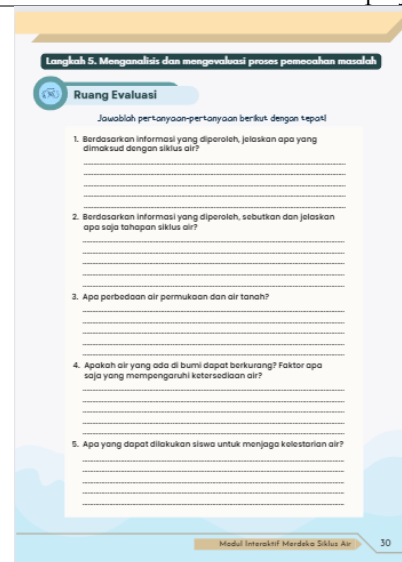 Langkah 5. Menganalisis dan mengevaluasi proses pemecahan masalah
Ruang Evaluasi
Jawablah pertanyaan-pertanyaan berikut dengan tepat!
1. Berdasarkan informasi yang diperoleh, jelaskan apa yang
dimaksud dengan siklus air?
2. Berdasarkan informasi yang diperoleh, sebutkan dan jelaskan
apa saja tahapan siklus air?
3. Apa perbedaan air permukaan dan air tanah?
4. Apakah air yang ada di bumi dapat berkurang? Faktor apa
saja yang mempengaruhi ketersediaan air?
5. Apa yang dapat dilakukan siswa untuk menjaga kelestarian air?
Modul Interaktif Merdeka Siklus Air 30